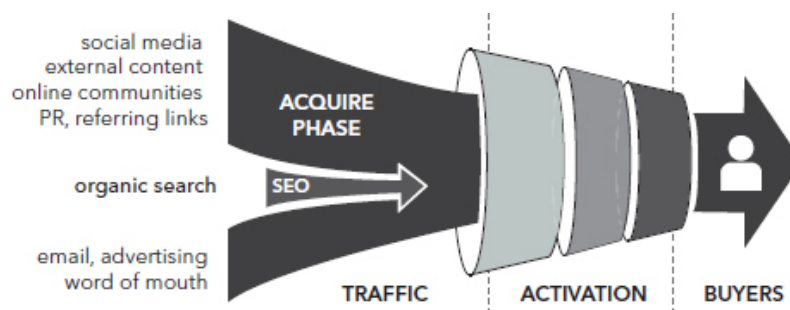 social media
external content
online communities
PR, referring links
ACQUIRE
PHASE
organic search
SEO
email, advertising
word of mouth
TRAFFIC
ACTIVATION
BUYERS